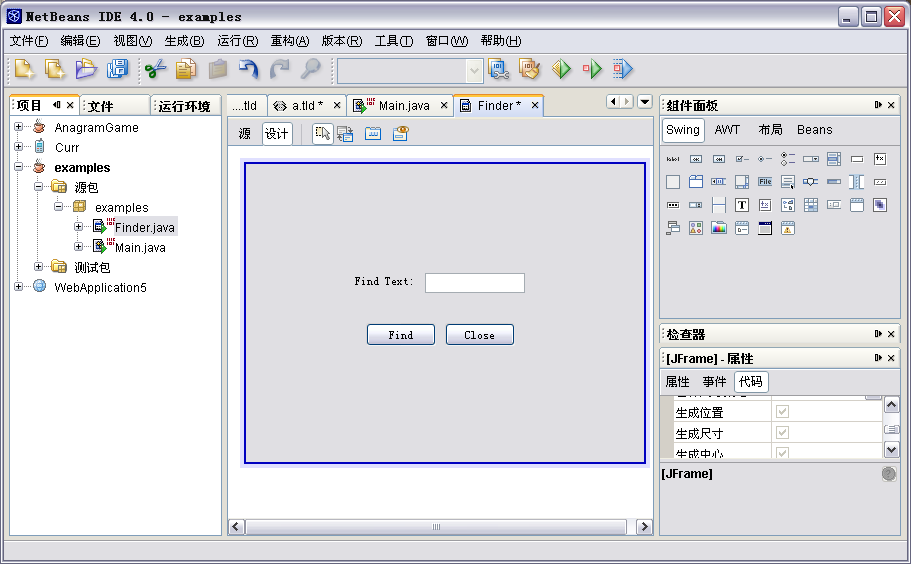 NetBeans IDE 4.0 - examples
文件(F) 编辑(E) 视图(V) 生成(B) 运行(R) 重构(A) 版本(R) 工具(T) 窗口(W) 帮助(H)
项目 文件 运行环境
AnagramGame
Curr
examples
源包
examples
Finder.java
Main.java
测试包
WebApplication5
....tld a.tld * Main.java Finder *
源 设计
Find Text:
Find Close
组件面板
Swing AWT 布局 Beans
检查器
[JFrame] - 属性
属性 事件 代码
生成位置
生成尺寸
生成中心
[JFrame]